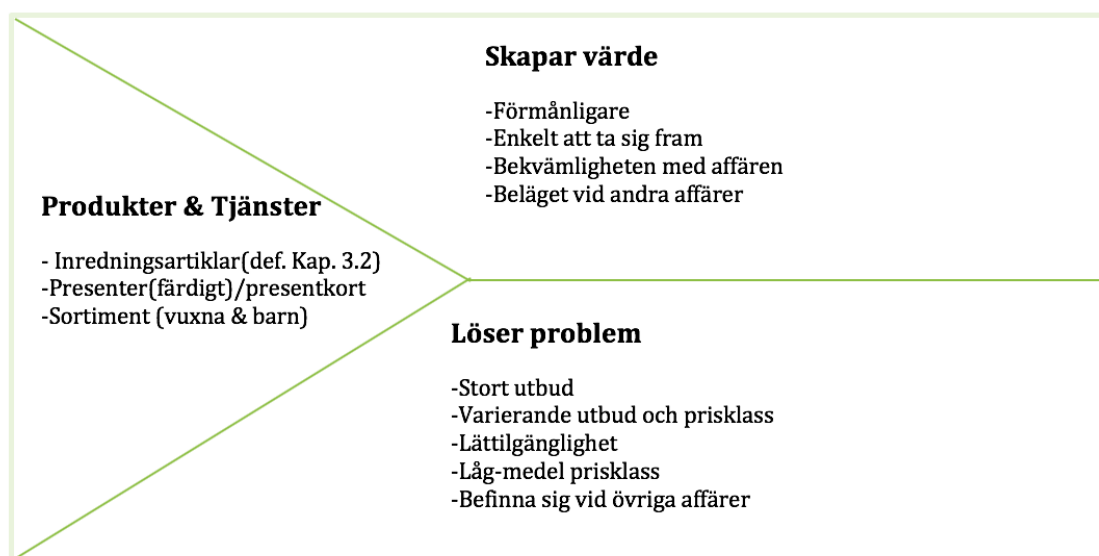 Skapar värde
-Förmånligare
-Enkelt att ta sig fram
-Bekvämligheten med affären
-Beläget vid andra affärer
Produkter & Tjänster
- Inredningsartiklar(def. Kap. 3.2)
-Presenter(färdigt)/presentkort
-Sortiment (vuxna & barn)
Löser problem
-Stort utbud
-Varierande utbud och prisklass
-Lättilgänglighet
-Låg-medel prisklass
-Befinna sig vid övriga affärer